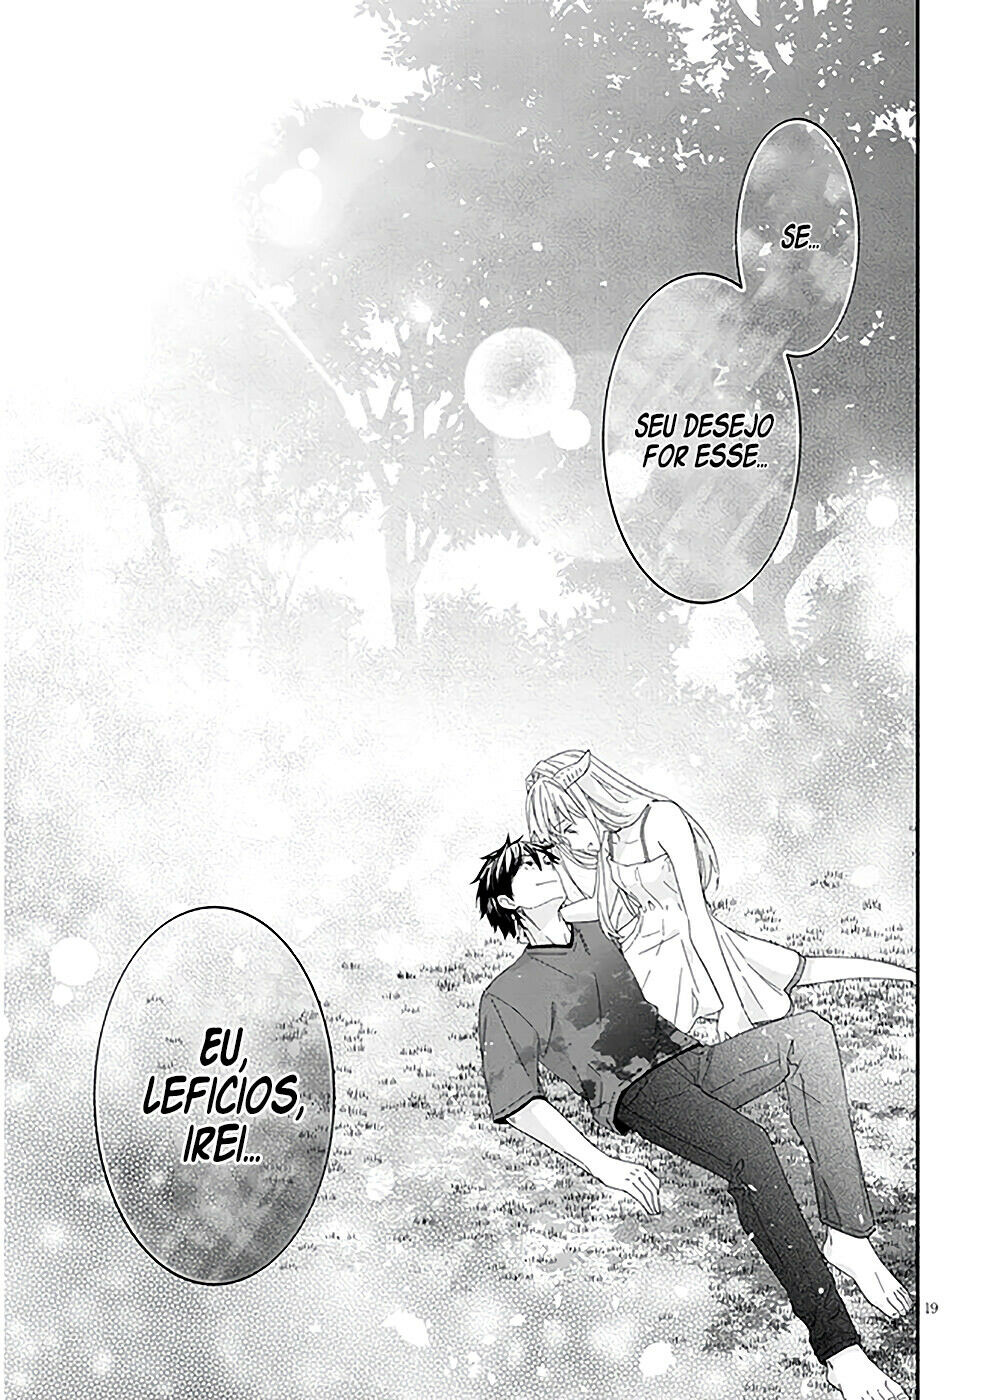 SE...
SEU DESEJO
FOR ESSE...
EU,
LEFICIOS,
IREI...
19